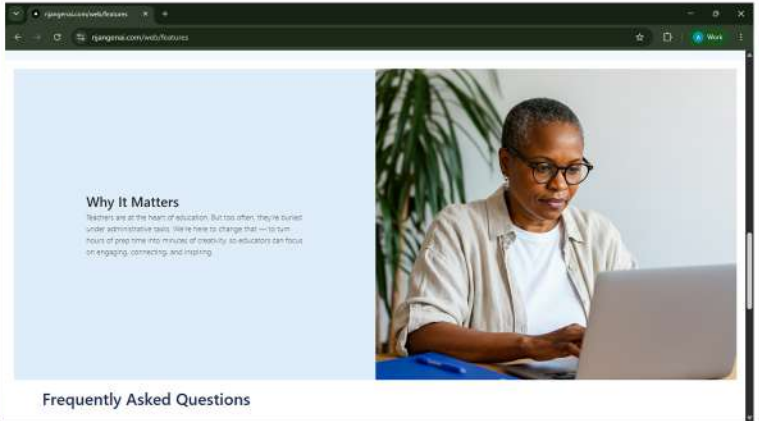 njangenai.com/web/features
njangenai.com/web/features
Work
Why It Matters
Teachers are at the heart of education. But too often, they're buried
under administrative tasks. We're here to change that — to turn
hours of prep time into minutes of creativity, so educators can focus
on engaging, connecting, and inspiring.
Frequently Asked Questions